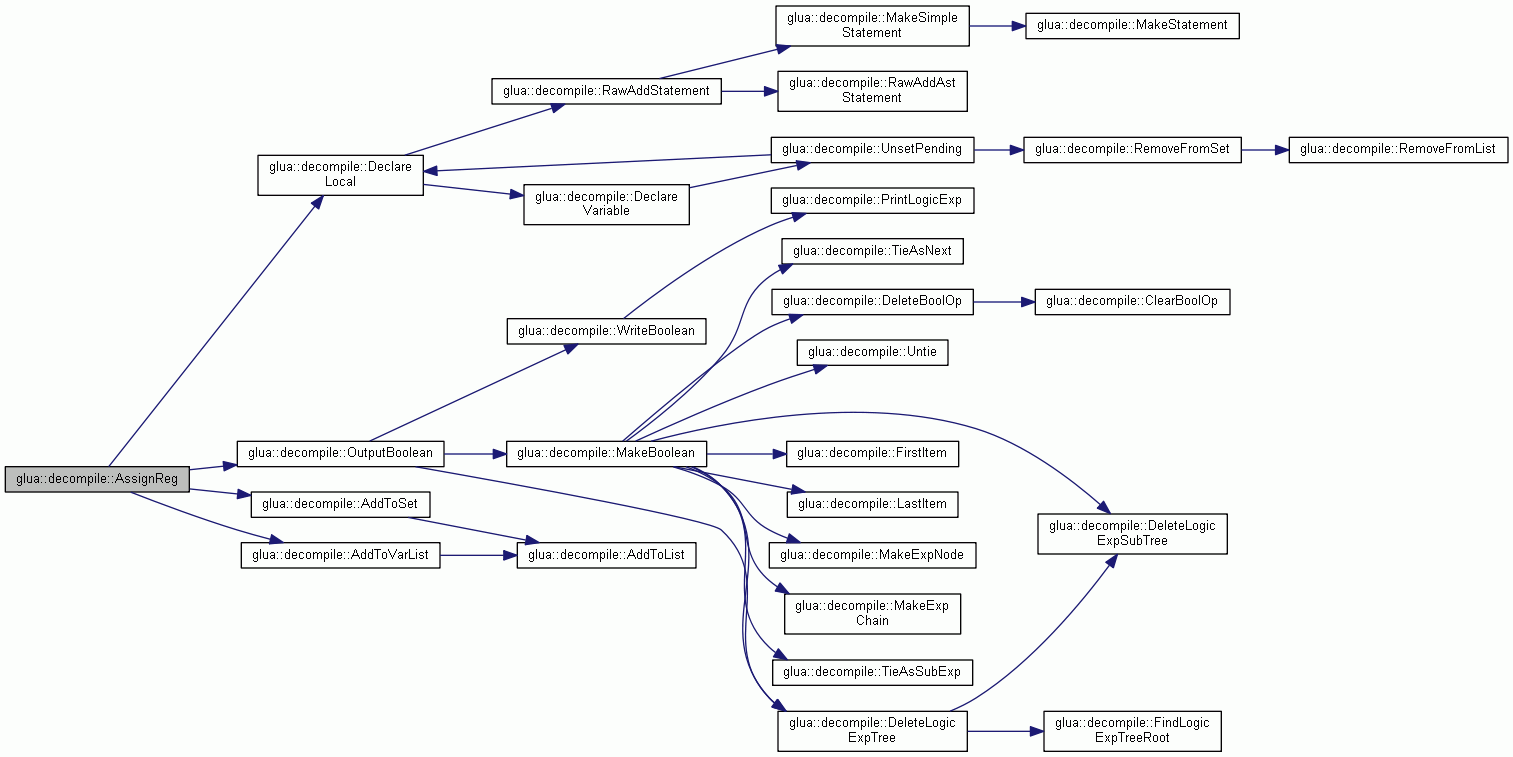 glua::decompile::MakeSimple
Statement
glua::decompile::MakeStatement
glua::decompile::RawAddStatement
glua::decompile::RawAddAst
Statement
glua::decompile::Declare
Local
glua::decompile::UnsetPending
glua::decompile::RemoveFromSet
glua::decompile::RemoveFromList
glua::decompile::Declare
Variable
glua::decompile::PrintLogicExp
glua::decompile::TieAsNext
glua::decompile::DeleteBoolOp
glua::decompile::ClearBoolOp
glua::decompile::WriteBoolean
glua::decompile::Untie
glua::decompile::OutputBoolean
glua::decompile::MakeBoolean
glua::decompile::FirstItem
glua::decompile::AssignReg
glua::decompile::AddToSet
glua::decompile::LastItem
glua::decompile::DeleteLogic
ExpSubTree
glua::decompile::AddToVarList
glua::decompile::AddToList
glua::decompile::MakeExpNode
glua::decompile::MakeExp
Chain
glua::decompile::TieAsSubExp
glua::decompile::DeleteLogic
ExpTree
glua::decompile::FindLogic
ExpTreeRoot